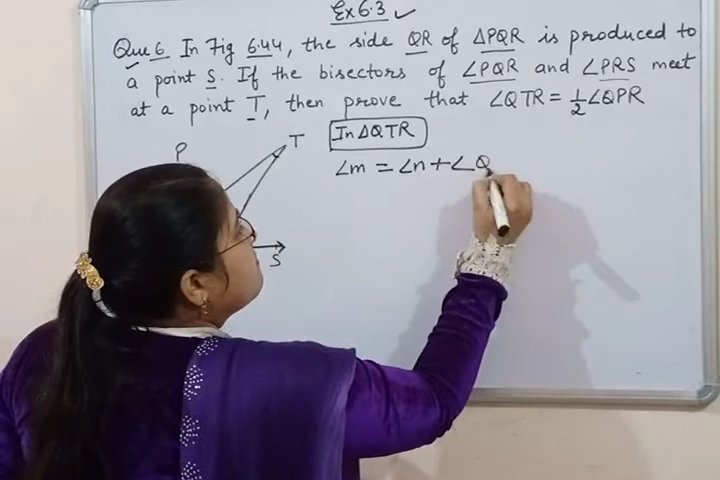 Ex 6.3 ✓
Que 6 In Fig 6.44, the side QR of ΔPQR is produced to
a point S. If the bisectors of ∠PQR and ∠PRS meet
at a point T, then prove that ∠QTR = 1/2 ∠QPR
In ΔQTR
∠m = ∠n + ∠Q
P
T
S